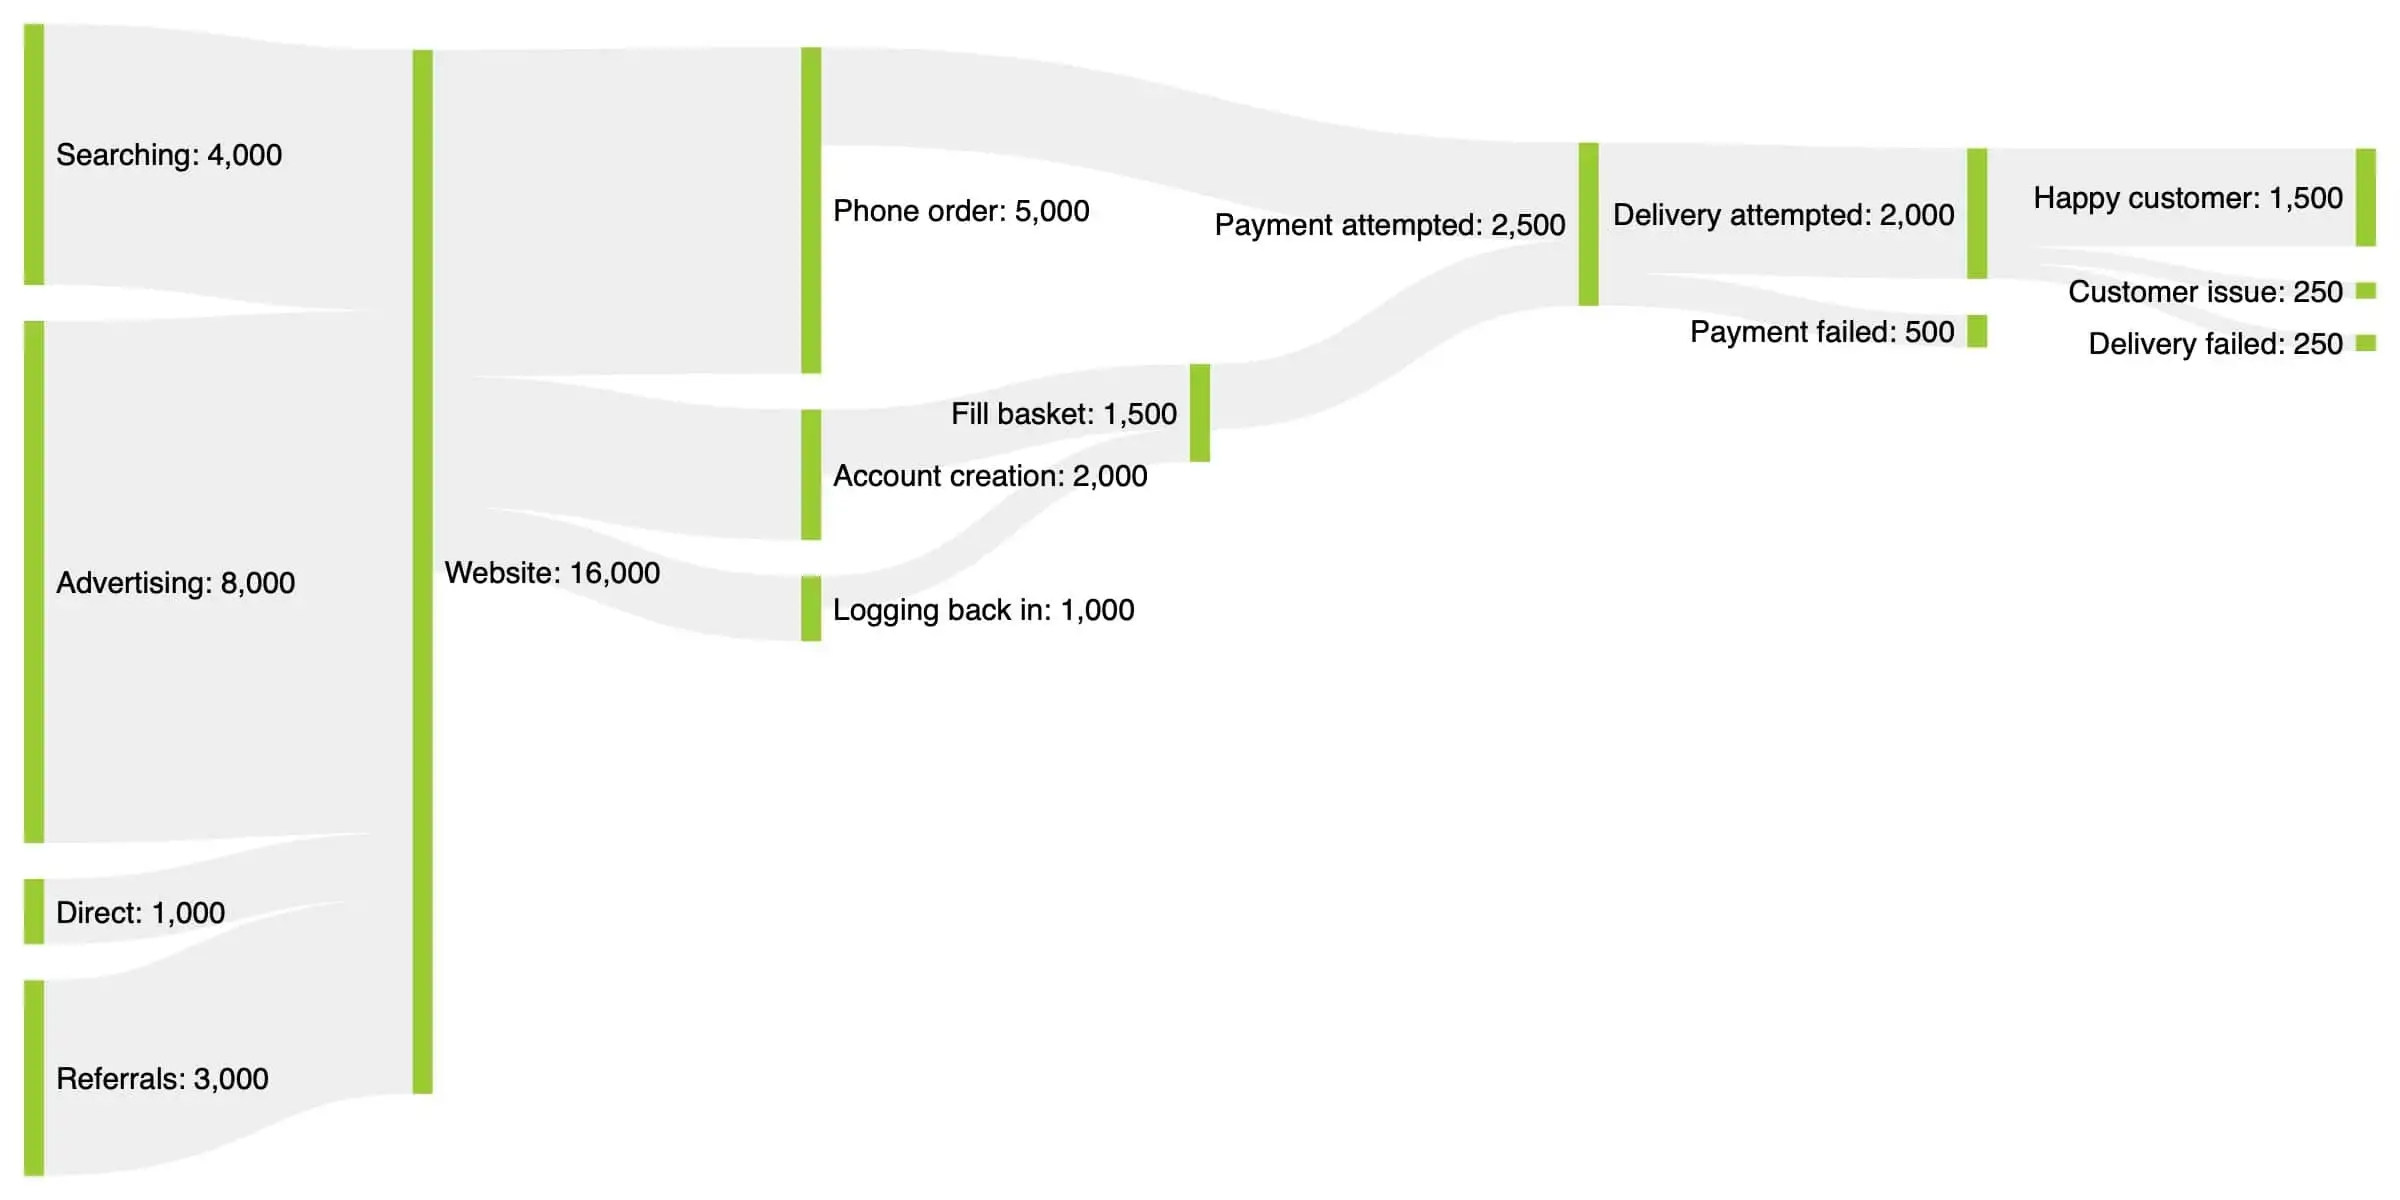 Searching: 4,000
Advertising: 8,000
Direct: 1,000
Referrals: 3,000
Website: 16,000
Phone order: 5,000
Account creation: 2,000
Logging back in: 1,000
Fill basket: 1,500
Payment attempted: 2,500
Delivery attempted: 2,000
Payment failed: 500
Happy customer: 1,500
Customer issue: 250
Delivery failed: 250